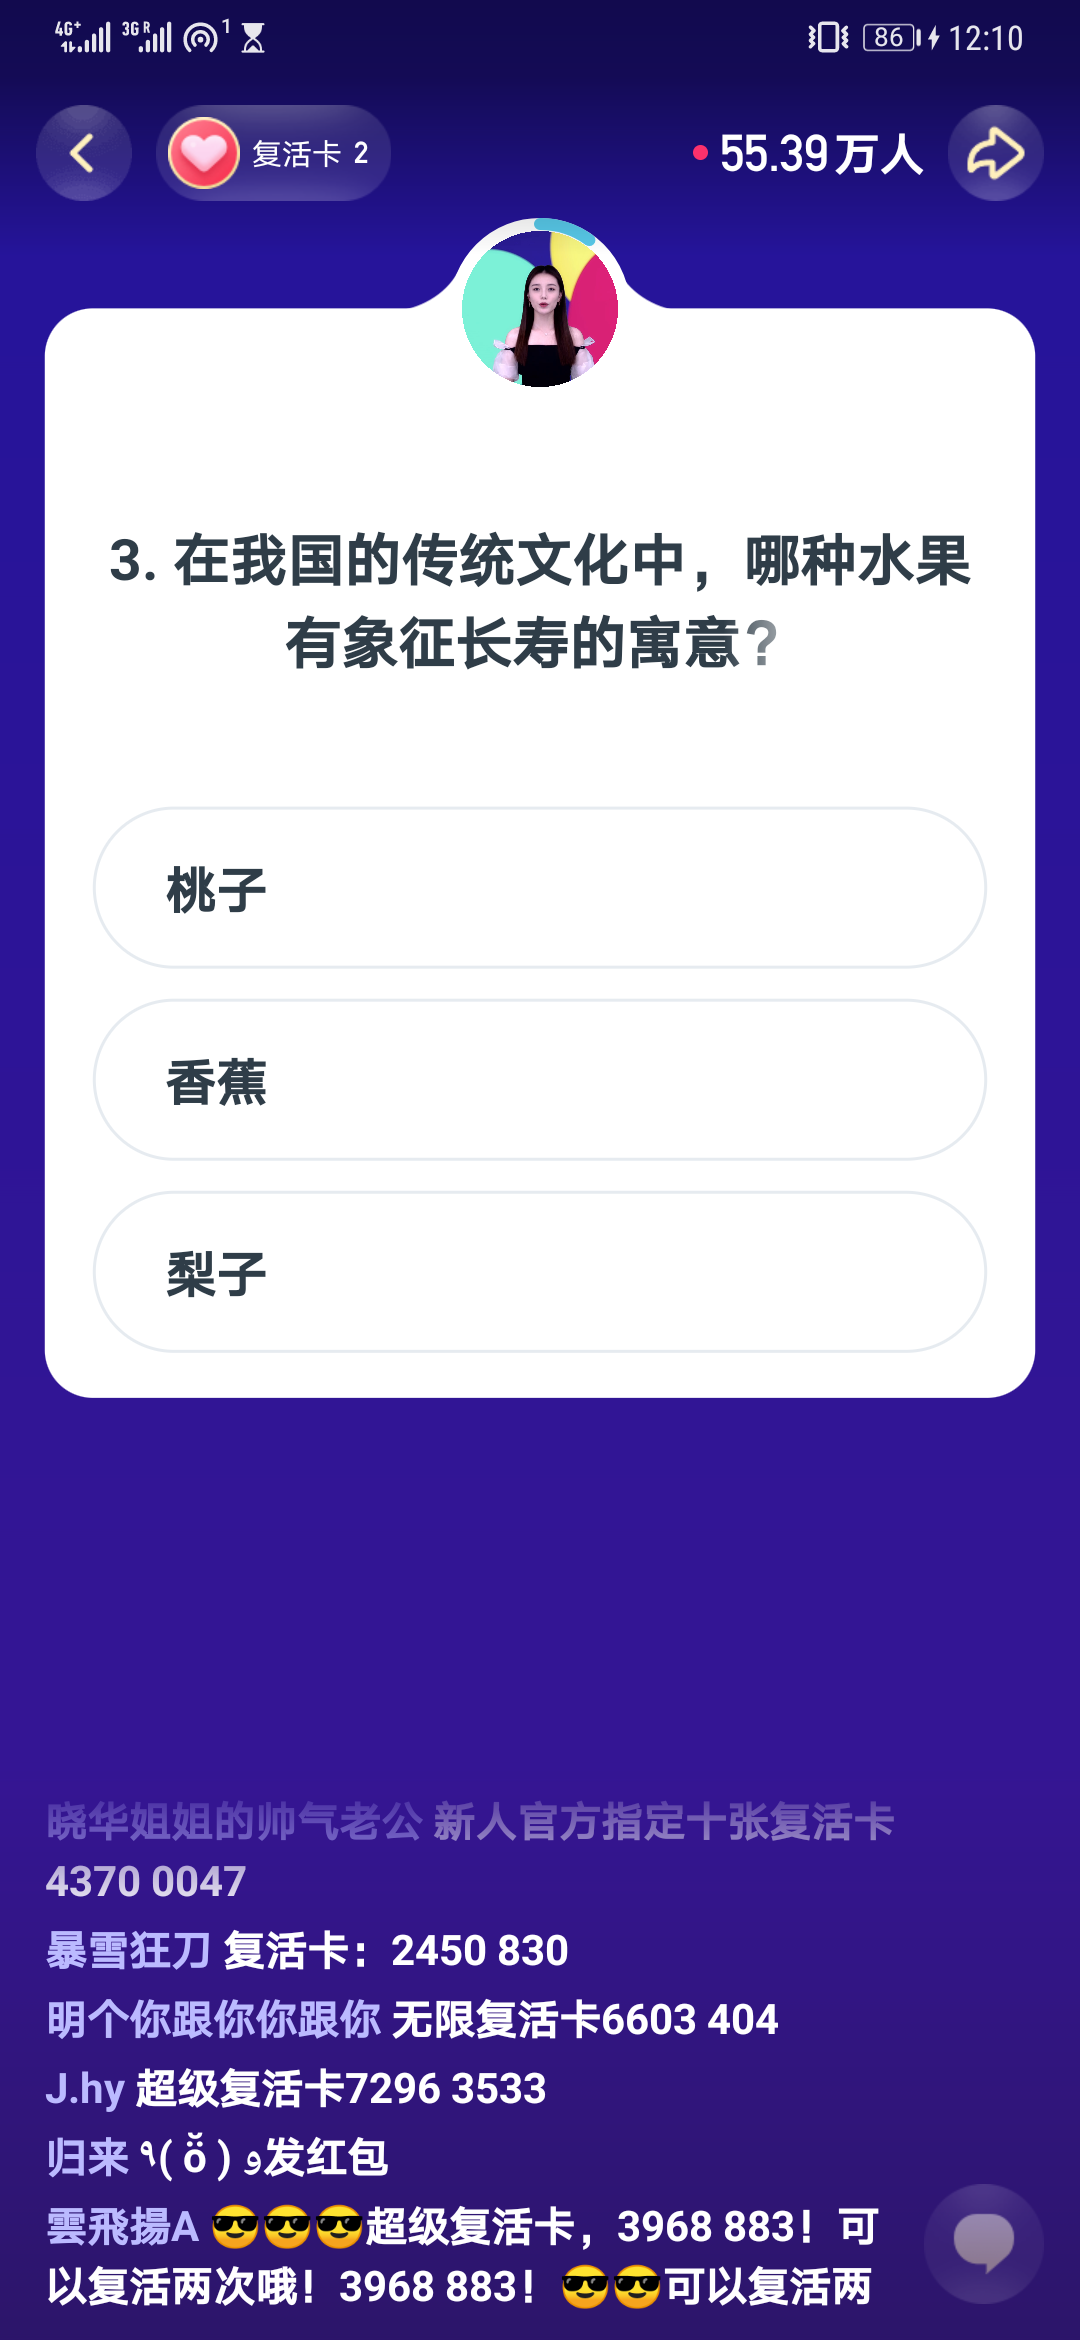 4G+ 3G R 1 86 12:10
复活卡 2 55.39万人
3. 在我国的传统文化中，哪种水果
有象征长寿的寓意？
桃子
香蕉
梨子
晓华姐姐的帅气老公 新人官方指定十张复活卡
4370 0047
暴雪狂刀 复活卡：2450 830
明个你跟你你跟你 无限复活卡6603 404
J.hy 超级复活卡7296 3533
归来 ٩( ŏ̈ ) و发红包
雲飛揚A 😎😎😎超级复活卡，3968 883！可
以复活两次哦！3968 883！😎😎可以复活两